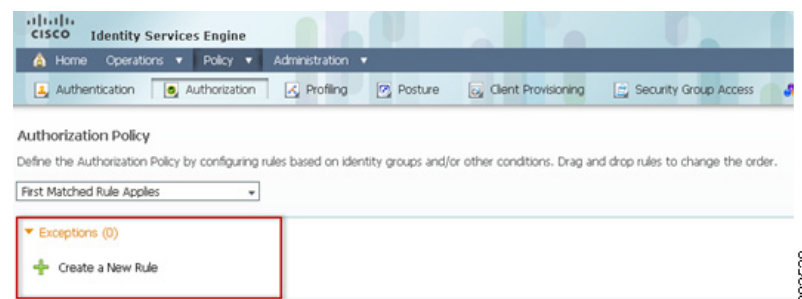 CISCO Identity Services Engine
Home Operations Policy Administration
Authentication Authorization Profiling Posture Client Provisioning Security Group Access
Authorization Policy
Define the Authorization Policy by configuring rules based on identity groups and/or other conditions. Drag and drop rules to change the order.
First Matched Rule Applies
Exceptions (0)
Create a New Rule